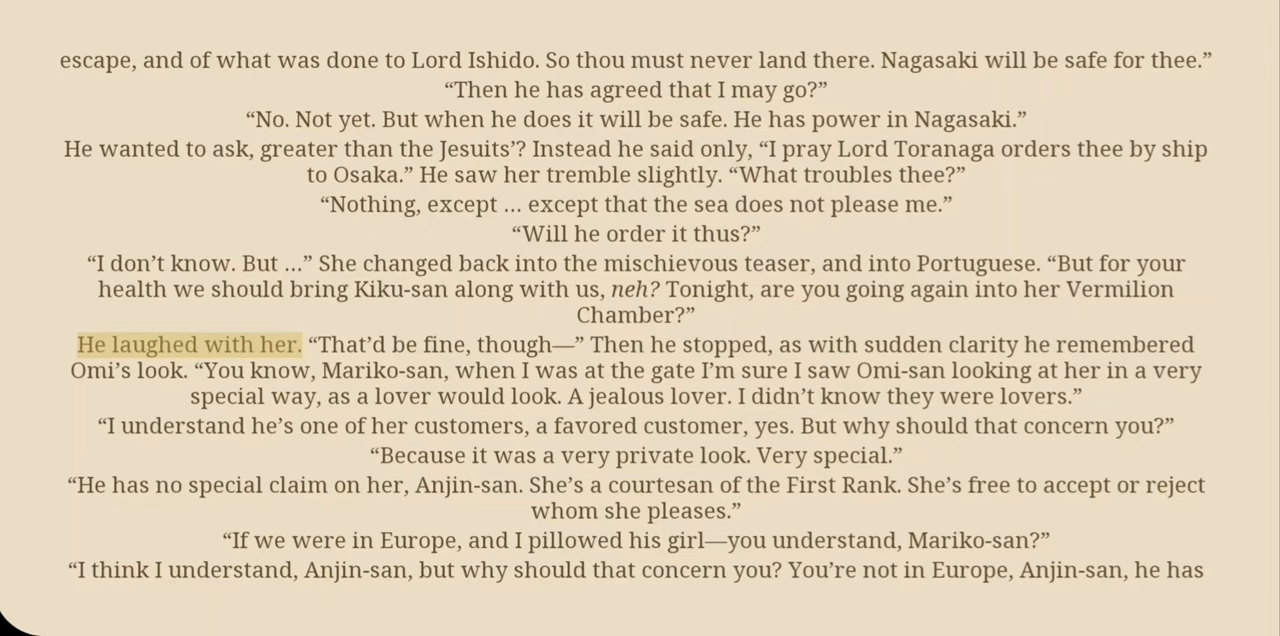 escape, and of what was done to Lord Ishido. So thou must never land there. Nagasaki will be safe for thee.”
“Then he has agreed that I may go?”
“No. Not yet. But when he does it will be safe. He has power in Nagasaki.”
He wanted to ask, greater than the Jesuits’? Instead he said only, “I pray Lord Toranaga orders thee by ship
to Osaka.” He saw her tremble slightly. “What troubles thee?”
“Nothing, except … except that the sea does not please me.”
“Will he order it thus?”
“I don’t know. But …” She changed back into the mischievous teaser, and into Portuguese. “But for your
health we should bring Kiku-san along with us, neh? Tonight, are you going again into her Vermilion
Chamber?”
He laughed with her. “That’d be fine, though—” Then he stopped, as with sudden clarity he remembered
Omi’s look. “You know, Mariko-san, when I was at the gate I’m sure I saw Omi-san looking at her in a very
special way, as a lover would look. A jealous lover. I didn’t know they were lovers.”
“I understand he’s one of her customers, a favored customer, yes. But why should that concern you?”
“Because it was a very private look. Very special.”
“He has no special claim on her, Anjin-san. She’s a courtesan of the First Rank. She’s free to accept or reject
whom she pleases.”
“If we were in Europe, and I pillowed his girl—you understand, Mariko-san?”
“I think I understand, Anjin-san, but why should that concern you? You’re not in Europe, Anjin-san, he has